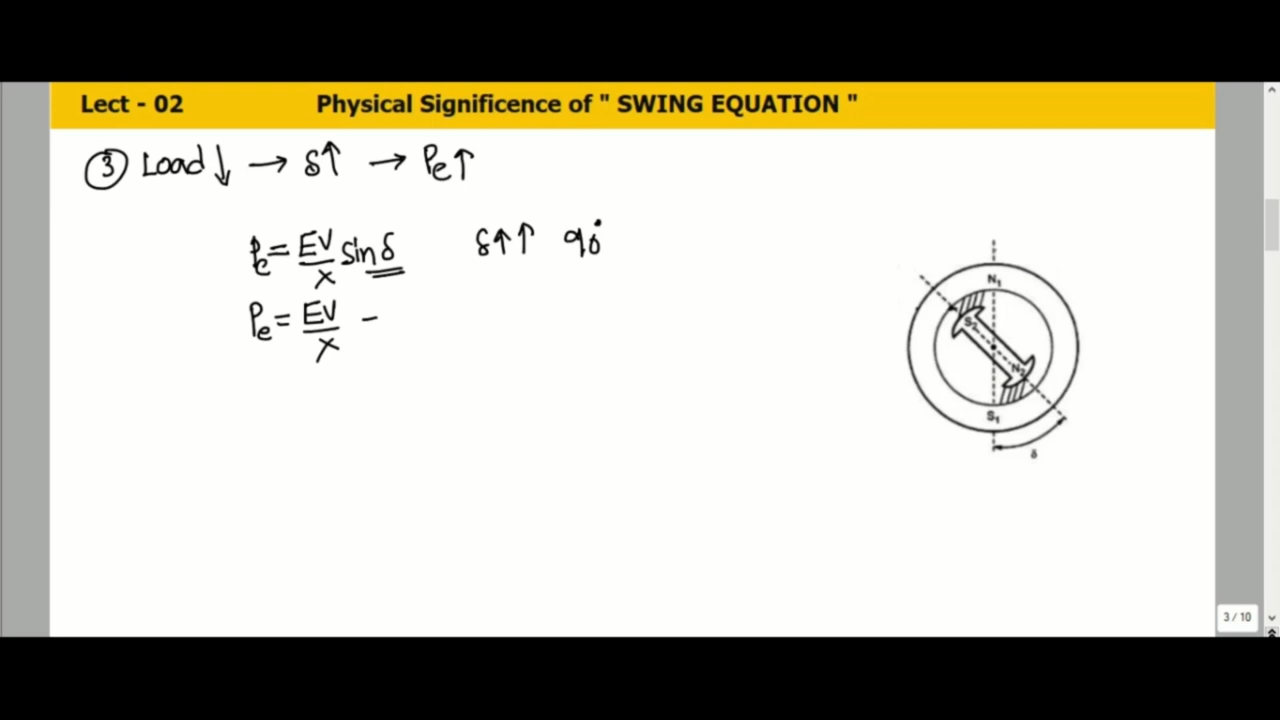 Lect - 02 Physical Significence of " SWING EQUATION "
③ Load↓ → δ↑ → Pe↑
Pe = EV/x sinδ δ↑↑ 90°
Pe = EV/x -
N₁
S₂
N₂
S₁
δ
3 / 10